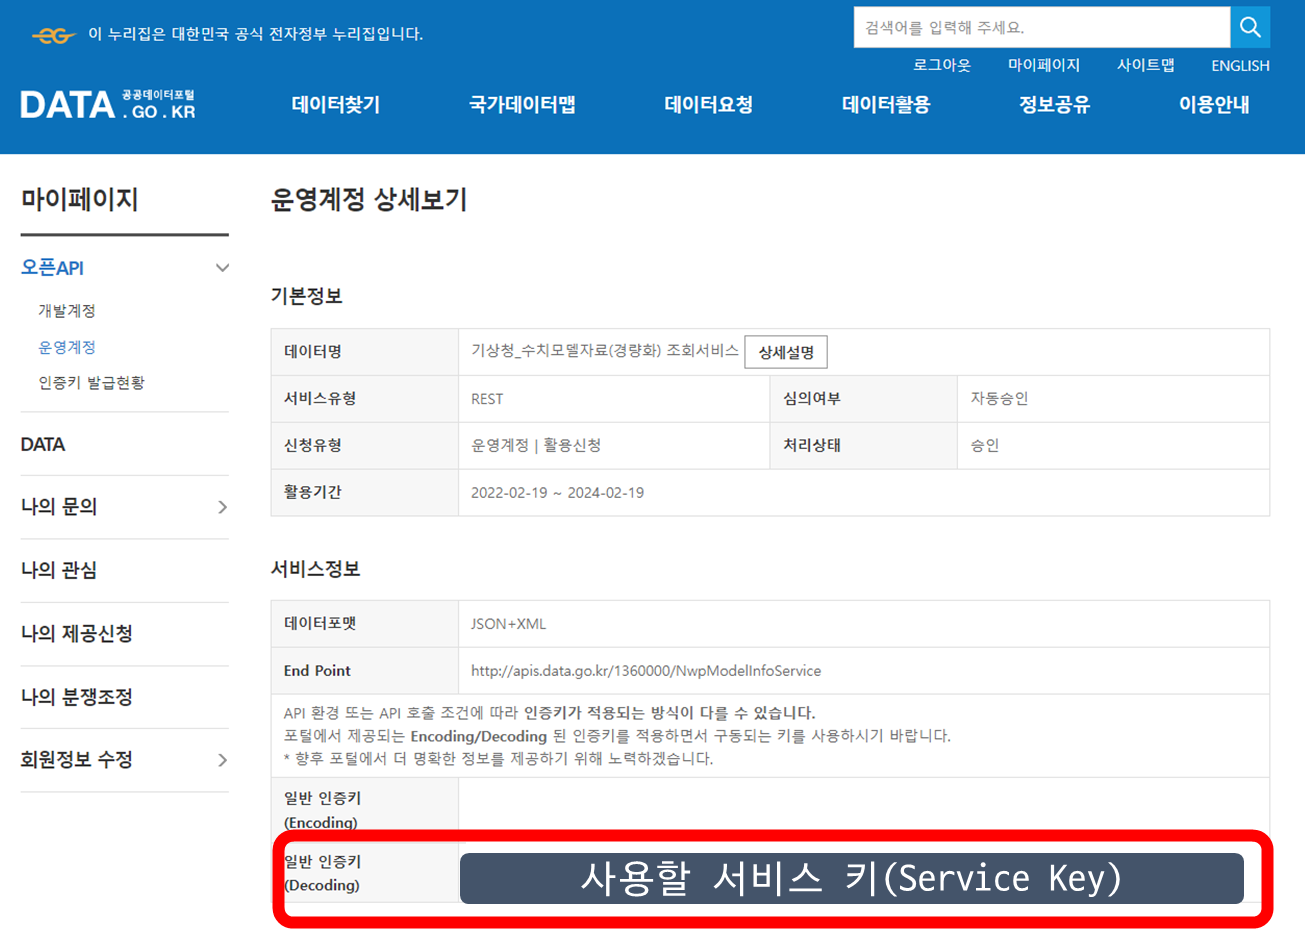 이 누리집은 대한민국 공식 전자정부 누리집입니다.
검색어를 입력해 주세요.
로그아웃 마이페이지 사이트맵 ENGLISH
DATA 공공데이터포털 . GO . KR
데이터찾기 국가데이터맵 데이터요청 데이터활용 정보공유 이용안내
마이페이지
오픈API
개발계정
운영계정
인증키 발급현황
DATA
나의 문의
나의 관심
나의 제공신청
나의 분쟁조정
회원정보 수정
운영계정 상세보기
기본정보
데이터명 기상청_수치모델자료(경량화) 조회서비스 상세설명
서비스유형 REST 심의여부 자동승인
신청유형 운영계정 | 활용신청 처리상태 승인
활용기간 2022-02-19 ~ 2024-02-19
서비스정보
데이터포맷 JSON+XML
End Point http://apis.data.go.kr/1360000/NwpModelInfoService
API 환경 또는 API 호출 조건에 따라 인증키가 적용되는 방식이 다를 수 있습니다.
포털에서 제공되는 Encoding/Decoding 된 인증키를 적용하면서 구동되는 키를 사용하시기 바랍니다.
* 향후 포털에서 더 명확한 정보를 제공하기 위해 노력하겠습니다.
일반 인증키
(Encoding)
일반 인증키
(Decoding)
사용할 서비스 키(Service Key)